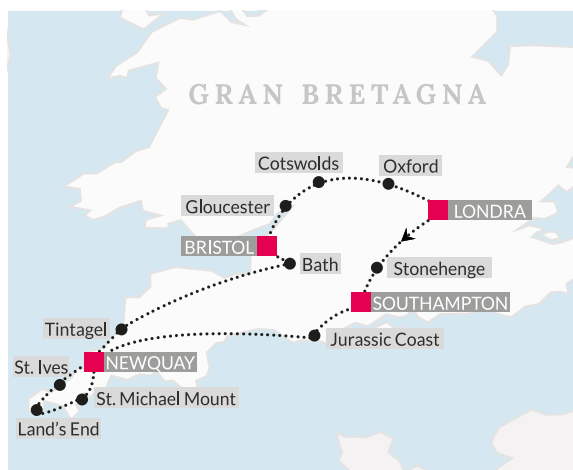 GRAN BRETAGNA
Cotswolds
Oxford
Gloucester
LONDRA
BRISTOL
Bath
Stonehenge
SOUTHAMPTON
Tintagel
Jurassic Coast
St. Ives
NEWQUAY
St. Michael Mount
Land's End